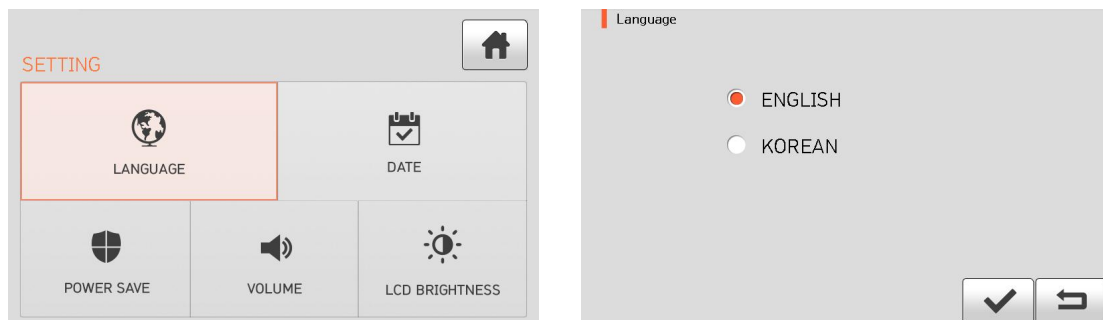 SETTING
LANGUAGE
DATE
POWER SAVE
VOLUME
LCD BRIGHTNESS
Language
ENGLISH
KOREAN